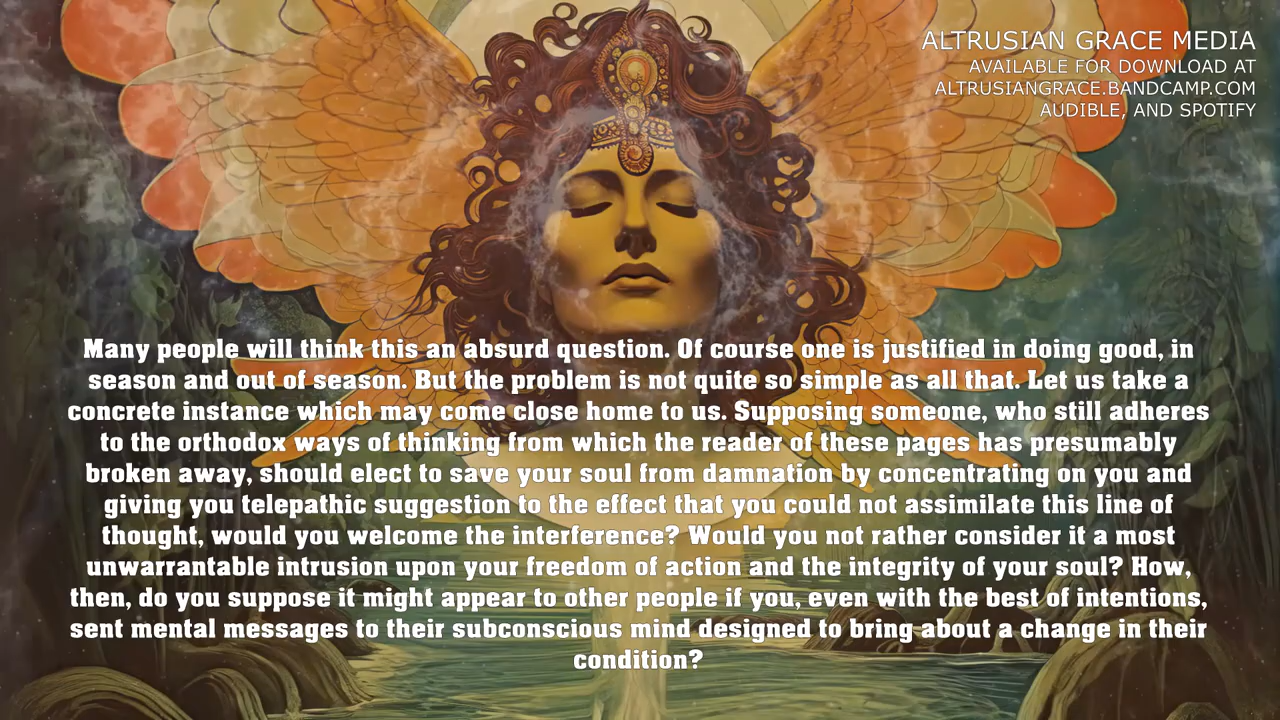 ALTRUSIAN GRACE MEDIA
AVAILABLE FOR DOWNLOAD AT
ALTRUSIANGRACE.BANDCAMP.COM
AUDIBLE, AND SPOTIFY
Many people will think this an absurd question. Of course one is justified in doing good, in
season and out of season. But the problem is not quite so simple as all that. Let us take a
concrete instance which may come close home to us. Supposing someone, who still adheres
to the orthodox ways of thinking from which the reader of these pages has presumably
broken away, should elect to save your soul from damnation by concentrating on you and
giving you telepathic suggestion to the effect that you could not assimilate this line of
thought, would you welcome the interference? Would you not rather consider it a most
unwarrantable intrusion upon your freedom of action and the integrity of your soul? How,
then, do you suppose it might appear to other people if you, even with the best of intentions,
sent mental messages to their subconscious mind designed to bring about a change in their
condition?